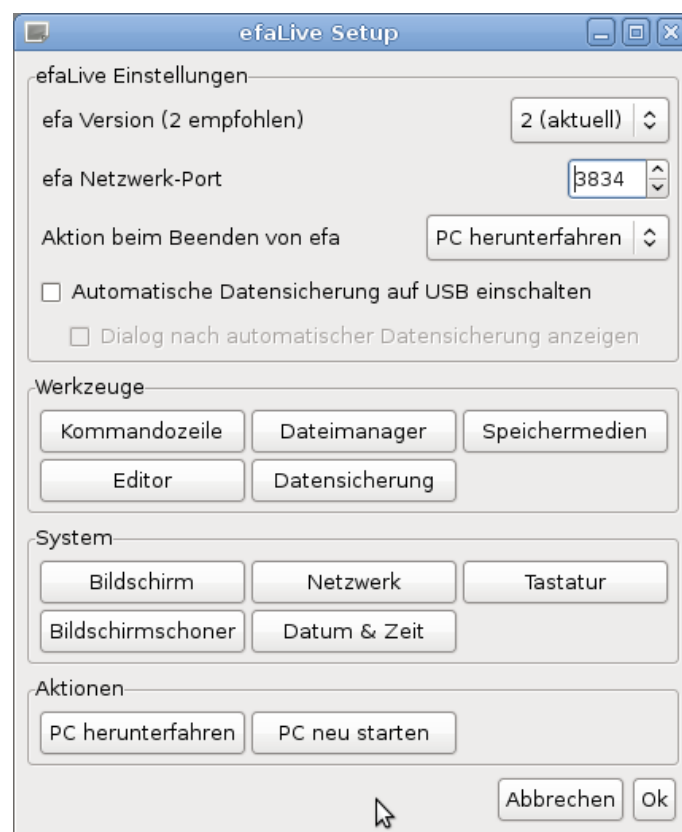 efaLive Setup
efaLive Einstellungen
efa Version (2 empfohlen) 2 (aktuell)
efa Netzwerk-Port 3834
Aktion beim Beenden von efa PC herunterfahren
Automatische Datensicherung auf USB einschalten
Dialog nach automatischer Datensicherung anzeigen
Werkzeuge
Kommandozeile Dateimanager Speichermedien
Editor Datensicherung
System
Bildschirm Netzwerk Tastatur
Bildschirmschoner Datum & Zeit
Aktionen
PC herunterfahren PC neu starten
Abbrechen Ok